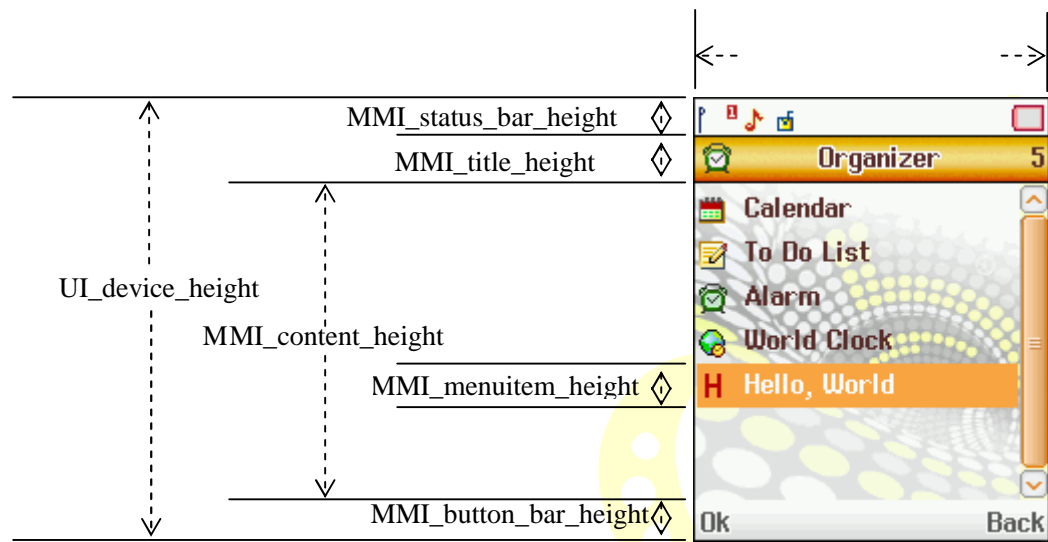 MMI_status_bar_height
1
Organizer 5
MMI_title_height
Calendar
To Do List
UI_device_height
Alarm
MMI_content_height
World Clock
MMI_menuitem_height
H Hello, World
MMI_button_bar_height
Ok Back